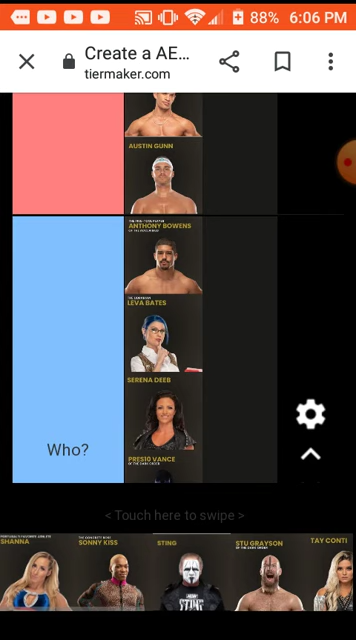 88% 6:06 PM
Create a AE...
tiermaker.com
AUSTIN GUNN
ANTHONY BOWENS
LEVA BATES
SERENA DEEB
PRES10 VANCE
OF THE DARK ORDER
Who?
< Touch here to swipe >
SHANNA
SONNY KISS
STING
STU GRAYSON
OF THE DARK ORDER
TAY CONTI
STING